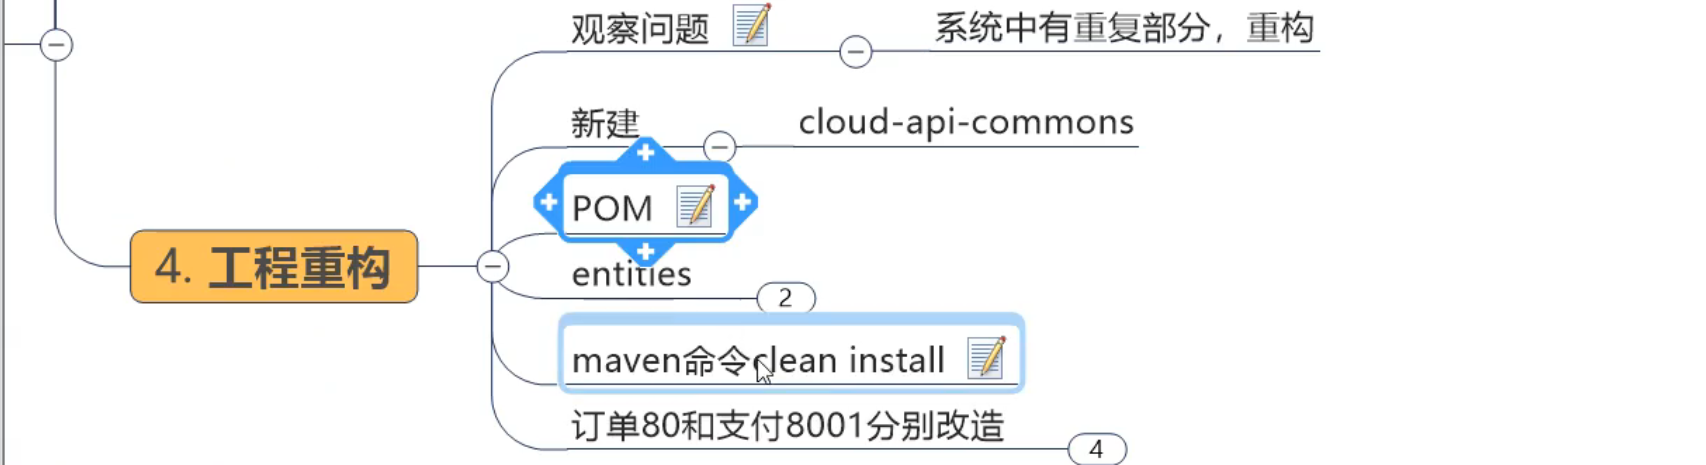 观察问题
系统中有重复部分，重构
新建
cloud-api-commons
POM
4. 工程重构
entities
2
maven命令clean install
订单80和支付8001分别改造
4